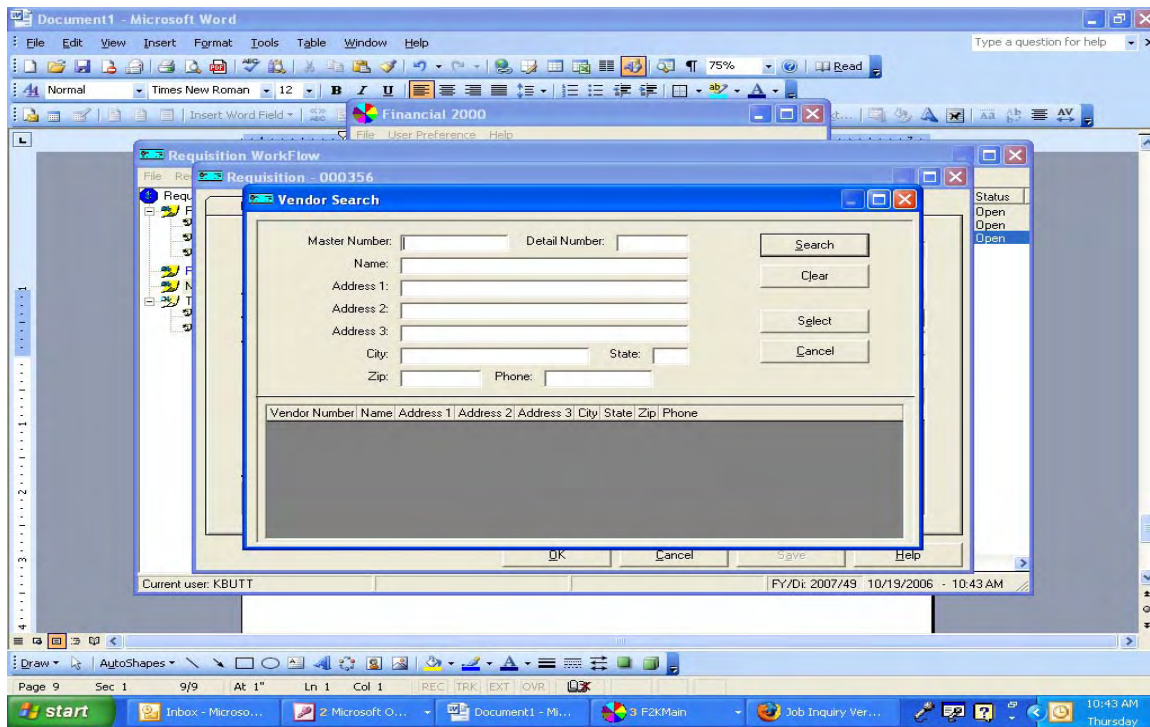 Document1 - Microsoft Word
File Edit View Insert Format Tools Table Window Help
Type a question for help
75% Read
Normal Times New Roman 12 B I U
Insert Word Field
Financial 2000
File User Preference Help
Requisition WorkFlow
File
Requisition - 000356
Vendor Search
Status
Open
Open
Open
Master Number: Detail Number: Search
Name:
Clear
Address 1:
Address 2:
Select
Address 3:
City: State: Cancel
Zip: Phone:
Vendor Number Name Address 1 Address 2 Address 3 City State Zip Phone
OK Cancel Save Help
Current user: KBUTT FY/Di: 2007/49 10/19/2006 - 10:43 AM
Draw AutoShapes
Page 9 Sec 1 9/9 At 1" Ln 1 Col 1 REC TRK EXT OVR
start Inbox - Microso... 2 Microsoft O... Document1 - Mi... 3 F2KMain Job Inquiry Ver... 10:43 AM
Thursday